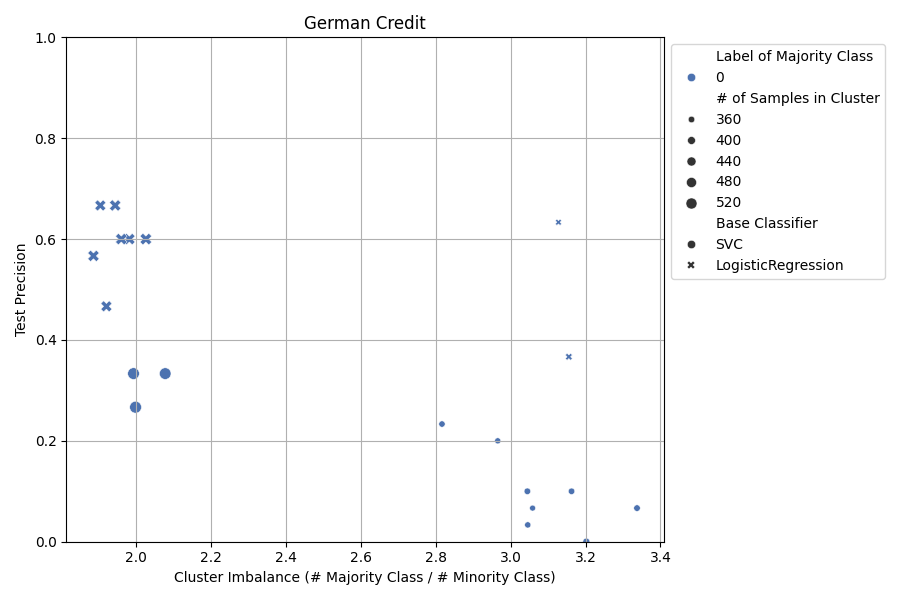 German Credit
1.0
0.8
0.6
0.4
0.2
0.0
Test Precision
2.0 2.2 2.4 2.6 2.8 3.0 3.2 3.4
Cluster Imbalance (# Majority Class / # Minority Class)
Label of Majority Class
0
# of Samples in Cluster
360
400
440
480
520
Base Classifier
SVC
LogisticRegression